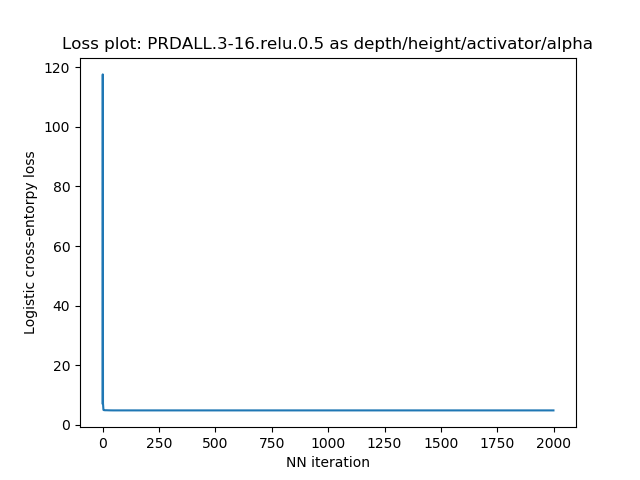 Loss plot: PRDALL.3-16.relu.0.5 as depth/height/activator/alpha
120
100
80
60
40
20
0
Logistic cross-entorpy loss
0 250 500 750 1000 1250 1500 1750 2000
NN iteration